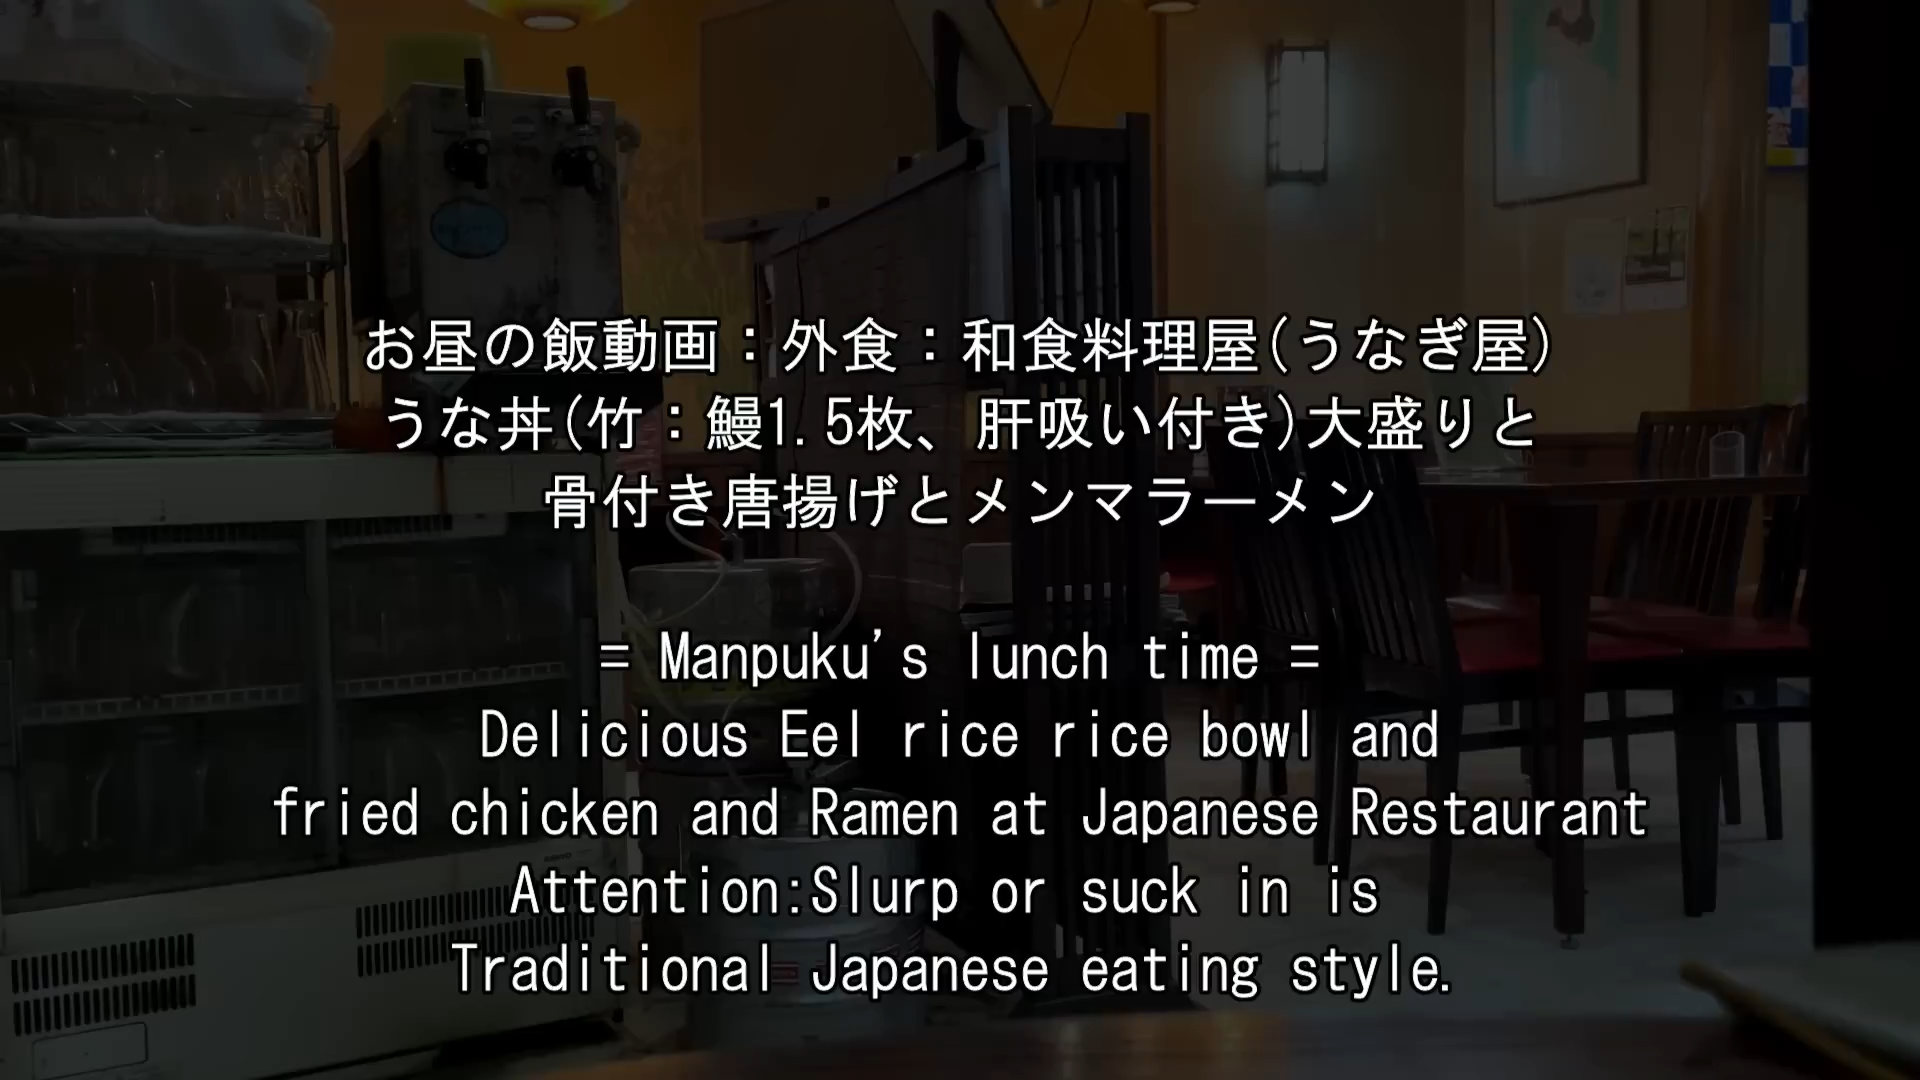 お昼の飯動画：外食：和食料理屋(うなぎ屋)
うな丼(竹：鰻1.5枚、肝吸い付き)大盛りと
骨付き唐揚げとメンマラーメン
= Manpuku's lunch time =
Delicious Eel rice rice bowl and
fried chicken and Ramen at Japanese Restaurant
Attention:Slurp or suck in is
Traditional Japanese eating style.